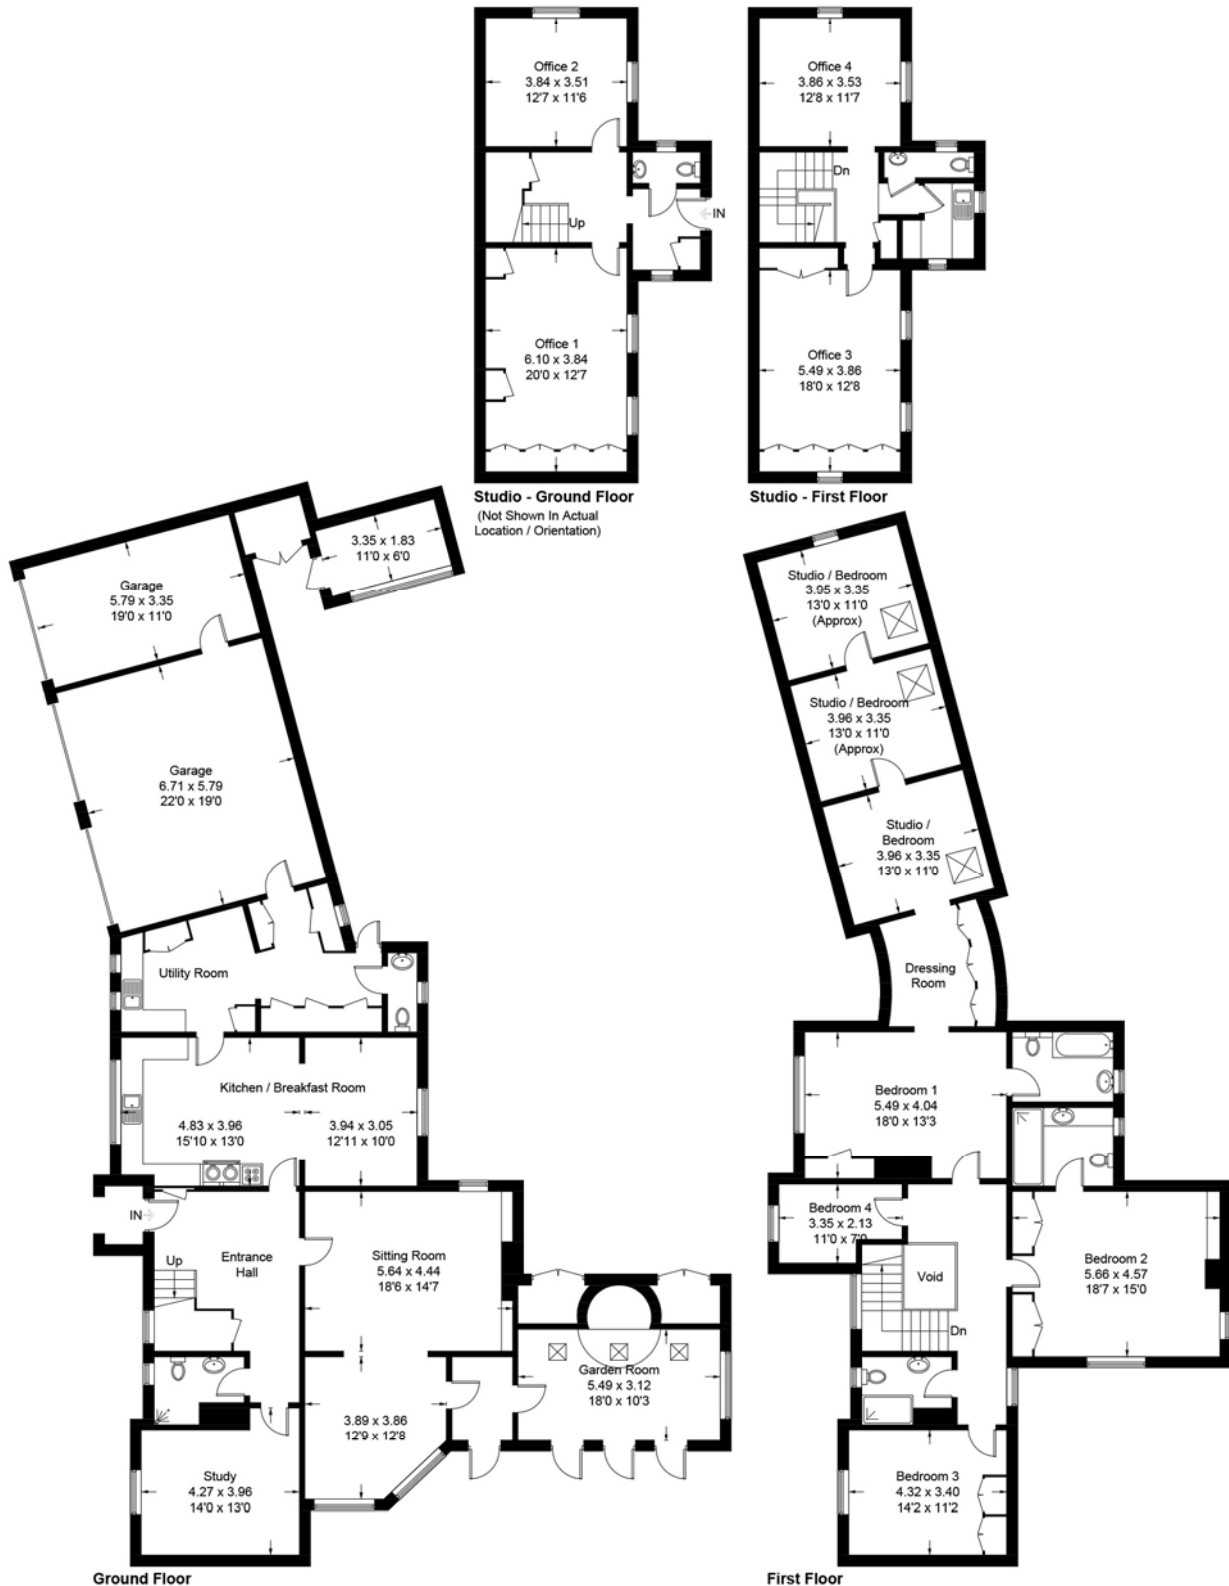 Office 2
3.84 x 3.51
12'7 x 11'6
Up
IN
Office 1
6.10 x 3.84
20'0 x 12'7
Studio - Ground Floor
(Not Shown In Actual
Location / Orientation)
Office 4
3.86 x 3.53
12'8 x 11'7
Dn
Office 3
5.49 x 3.86
18'0 x 12'8
Studio - First Floor
3.35 x 1.83
11'0 x 6'0
Garage
5.79 x 3.35
19'0 x 11'0
Garage
6.71 x 5.79
22'0 x 19'0
Utility Room
Kitchen / Breakfast Room
4.83 x 3.96
15'10 x 13'0
3.94 x 3.05
12'11 x 10'0
IN
Up
Entrance
Hall
Sitting Room
5.64 x 4.44
18'6 x 14'7
Garden Room
5.49 x 3.12
18'0 x 10'3
3.89 x 3.86
12'9 x 12'8
Study
4.27 x 3.96
14'0 x 13'0
Ground Floor
Studio / Bedroom
3.95 x 3.35
13'0 x 11'0
(Approx)
Studio / Bedroom
3.96 x 3.35
13'0 x 11'0
(Approx)
Studio /
Bedroom
3.96 x 3.35
13'0 x 11'0
Dressing
Room
Bedroom 1
5.49 x 4.04
18'0 x 13'3
Bedroom 4
3.35 x 2.13
11'0 x 7'0
Void
Dn
Bedroom 2
5.66 x 4.57
18'7 x 15'0
Bedroom 3
4.32 x 3.40
14'2 x 11'2
First Floor